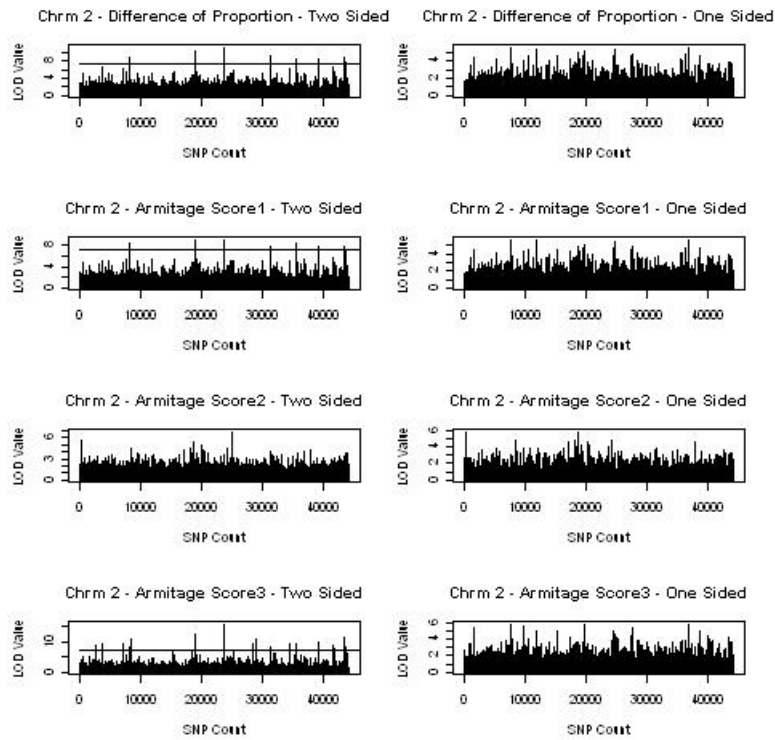 Chrm 2 - Difference of Proportion - Two Sided
Chrm 2 - Difference of Proportion - One Sided
LOD Value
0 4 8
0 10000 20000 30000 40000
SNP Count
LOD Value
0 2 4
0 10000 20000 30000 40000
SNP Count
Chrm 2 - Armitage Score1 - Two Sided
Chrm 2 - Armitage Score1 - One Sided
LOD Value
0 4 8
0 10000 20000 30000 40000
SNP Count
LOD Value
0 2 4
0 10000 20000 30000 40000
SNP Count
Chrm 2 - Armitage Score2 - Two Sided
Chrm 2 - Armitage Score2 - One Sided
LOD Value
0 3 6
0 10000 20000 30000 40000
SNP Count
LOD Value
0 2 4 6
0 10000 20000 30000 40000
SNP Count
Chrm 2 - Armitage Score3 - Two Sided
Chrm 2 - Armitage Score3 - One Sided
LOD Value
0 10
0 10000 20000 30000 40000
SNP Count
LOD Value
0 2 4 6
0 10000 20000 30000 40000
SNP Count